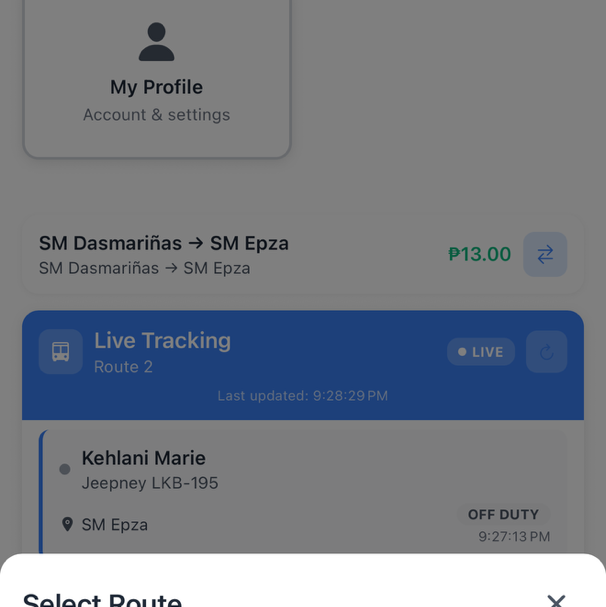 My Profile
Account & settings
SM Dasmariñas → SM Epza
SM Dasmariñas → SM Epza
₱13.00
Live Tracking
Route 2
LIVE
Last updated: 9:28:29 PM
Kehlani Marie
Jeepney LKB-195
SM Epza
OFF DUTY
9:27:13 PM
Select Route